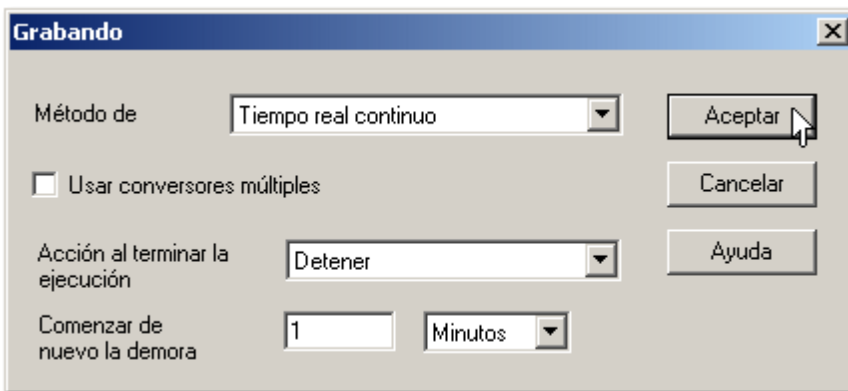 Grabando
Método de
Tiempo real continuo
Aceptar
Usar conversores múltiples
Cancelar
Acción al terminar la
ejecución
Detener
Ayuda
Comenzar de
nuevo la demora
1
Minutos